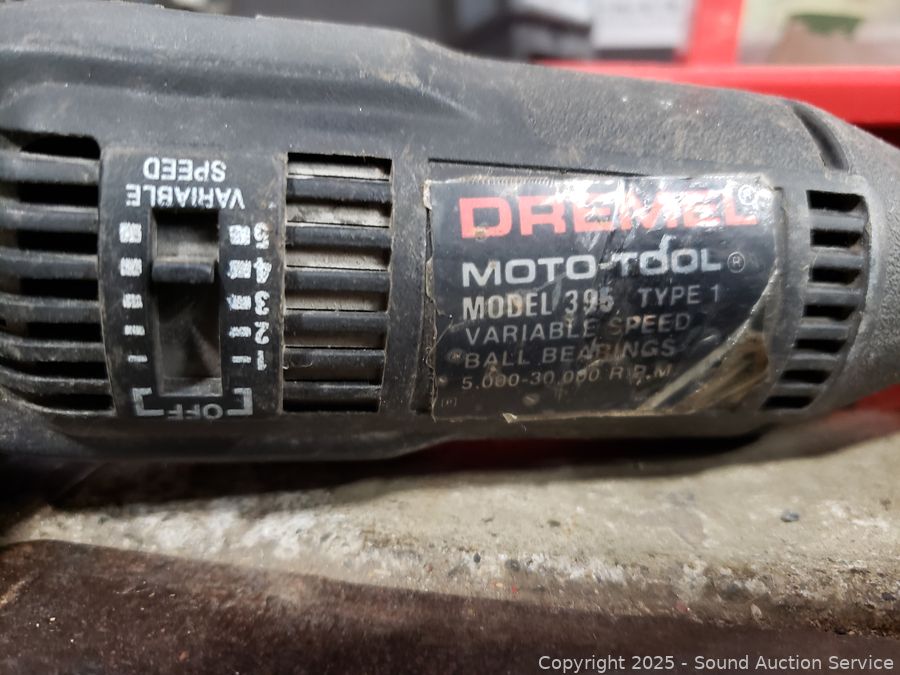 VARIABLE
SPEED
5
4
3
2
1
OFF
DREMEL®
MOTO-TOOL®
MODEL 395 TYPE 1
VARIABLE SPEED
BALL BEARINGS
5,000-30,000 R.P.M
Copyright © 2025 - Sound Auction Service